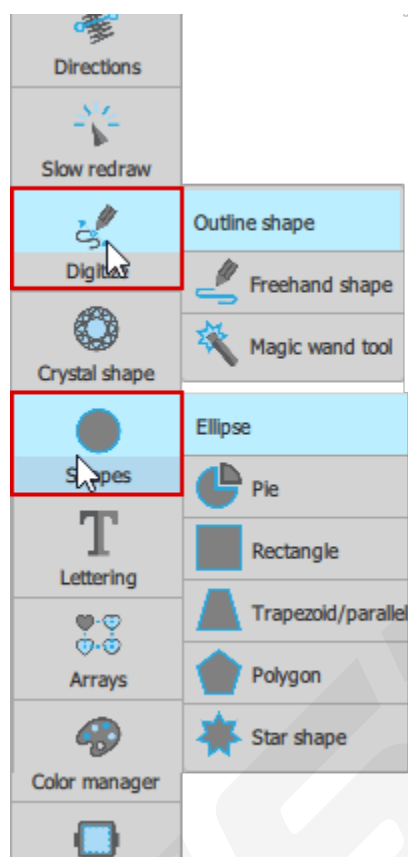 Directions
Slow redraw
Outline shape
Freehand shape
Magic wand tool
Crystal shape
Ellipse
Pie
Rectangle
Trapezoid/parallel
Polygon
Star shape
Lettering
Arrays
Color manager